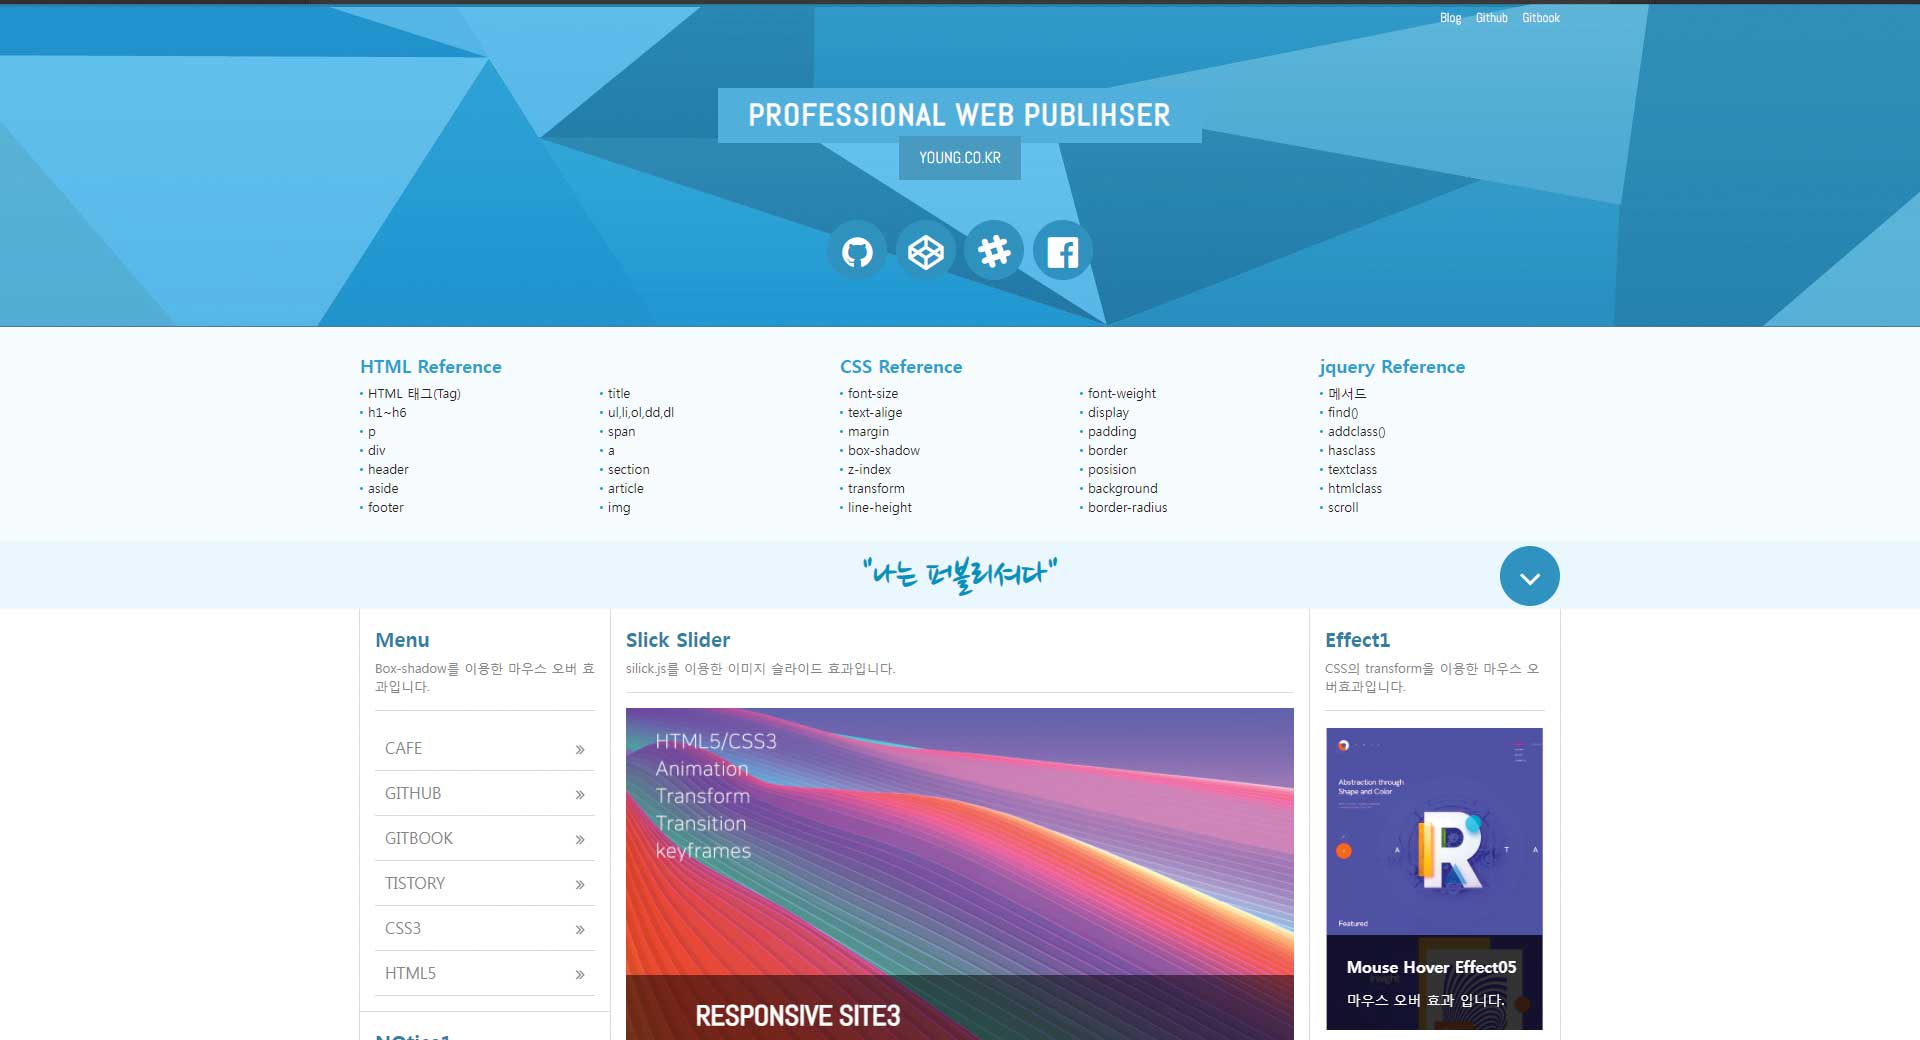 Blog Github Gitbook
PROFESSIONAL WEB PUBLIHSER
YOUNG.CO.KR
HTML Reference
HTML 태그(Tag)
h1~h6
p
div
header
aside
footer
title
ul,li,ol,dd,dl
span
a
section
article
img
CSS Reference
font-size
text-alige
margin
box-shadow
z-index
transform
line-height
font-weight
display
padding
border
posision
background
border-radius
jquery Reference
메서드
find()
addclass()
hasclass
textclass
htmlclass
scroll
"나는 퍼블리셔다"
Menu
Box-shadow를 이용한 마우스 오버 효
과입니다.
CAFE
GITHUB
GITBOOK
TISTORY
CSS3
HTML5
NOtice1
Slick Slider
silick.js를 이용한 이미지 슬라이드 효과입니다.
HTML5/CSS3
Animation
Transform
Transition
keyframes
RESPONSIVE SITE3
Effect1
CSS의 transform을 이용한 마우스 오
버효과입니다.
Abstraction through
Shape and Color
A R T A
Featured
Mouse Hover Effect05
마우스 오버 효과 입니다.